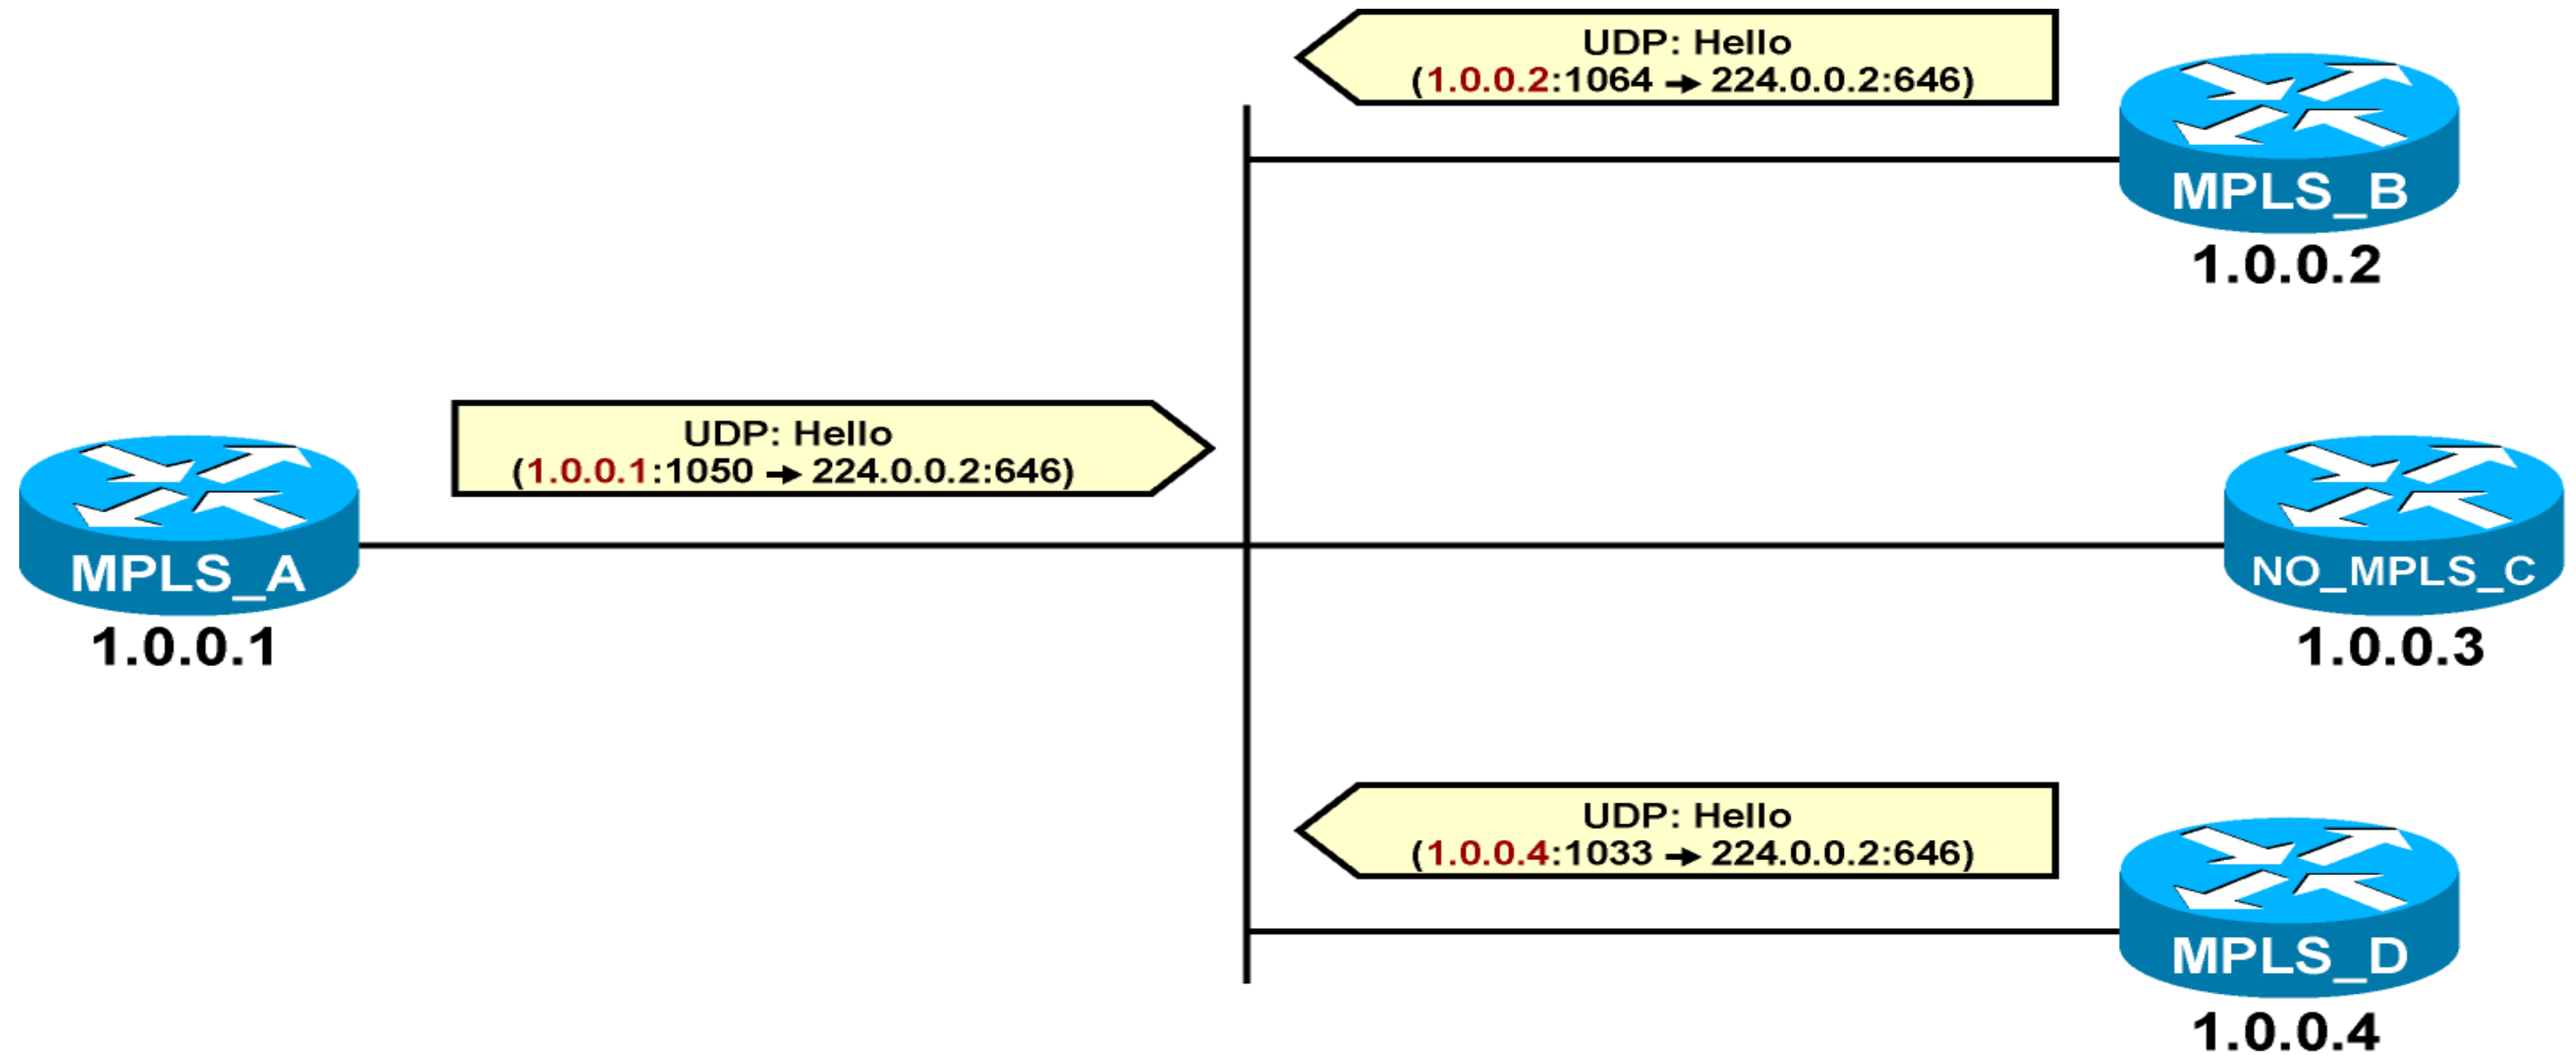 UDP: Hello
(1.0.0.2:1064 → 224.0.0.2:646)
MPLS_B
1.0.0.2
UDP: Hello
(1.0.0.1:1050 → 224.0.0.2:646)
MPLS_A
1.0.0.1
NO_MPLS_C
1.0.0.3
UDP: Hello
(1.0.0.4:1033 → 224.0.0.2:646)
MPLS_D
1.0.0.4